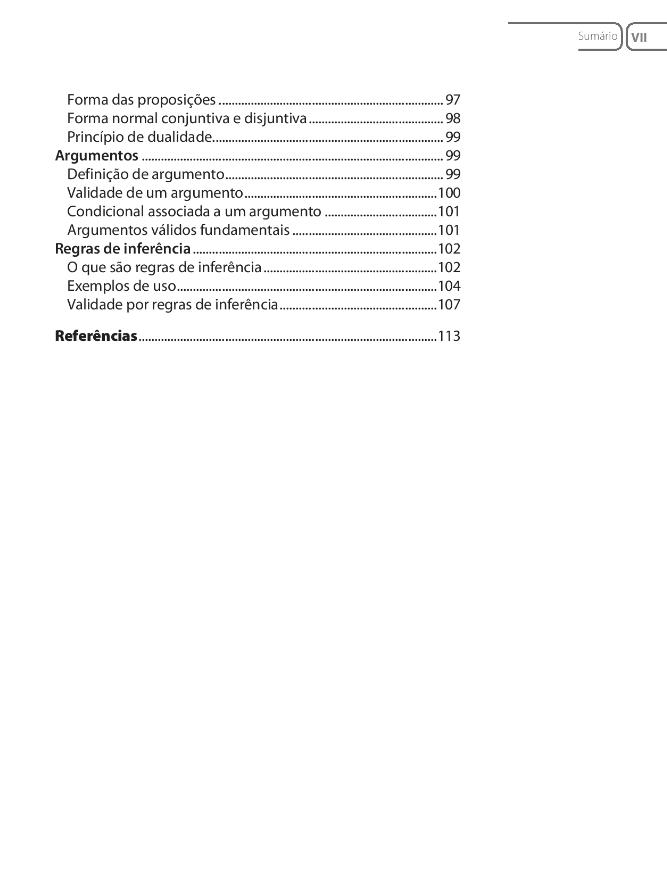 Sumário VII
Forma das proposições ........................................................................ 97
Forma normal conjuntiva e disjuntiva ........................................... 98
Princípio de dualidade.......................................................................... 99
Argumentos ................................................................................................ 99
Definição de argumento...................................................................... 99
Validade de um argumento..............................................................100
Condicional associada a um argumento ....................................101
Argumentos válidos fundamentais ...............................................101
Regras de inferência ...............................................................................102
O que são regras de inferência ........................................................102
Exemplos de uso...................................................................................104
Validade por regras de inferência...................................................107
Referências ................................................................................................113